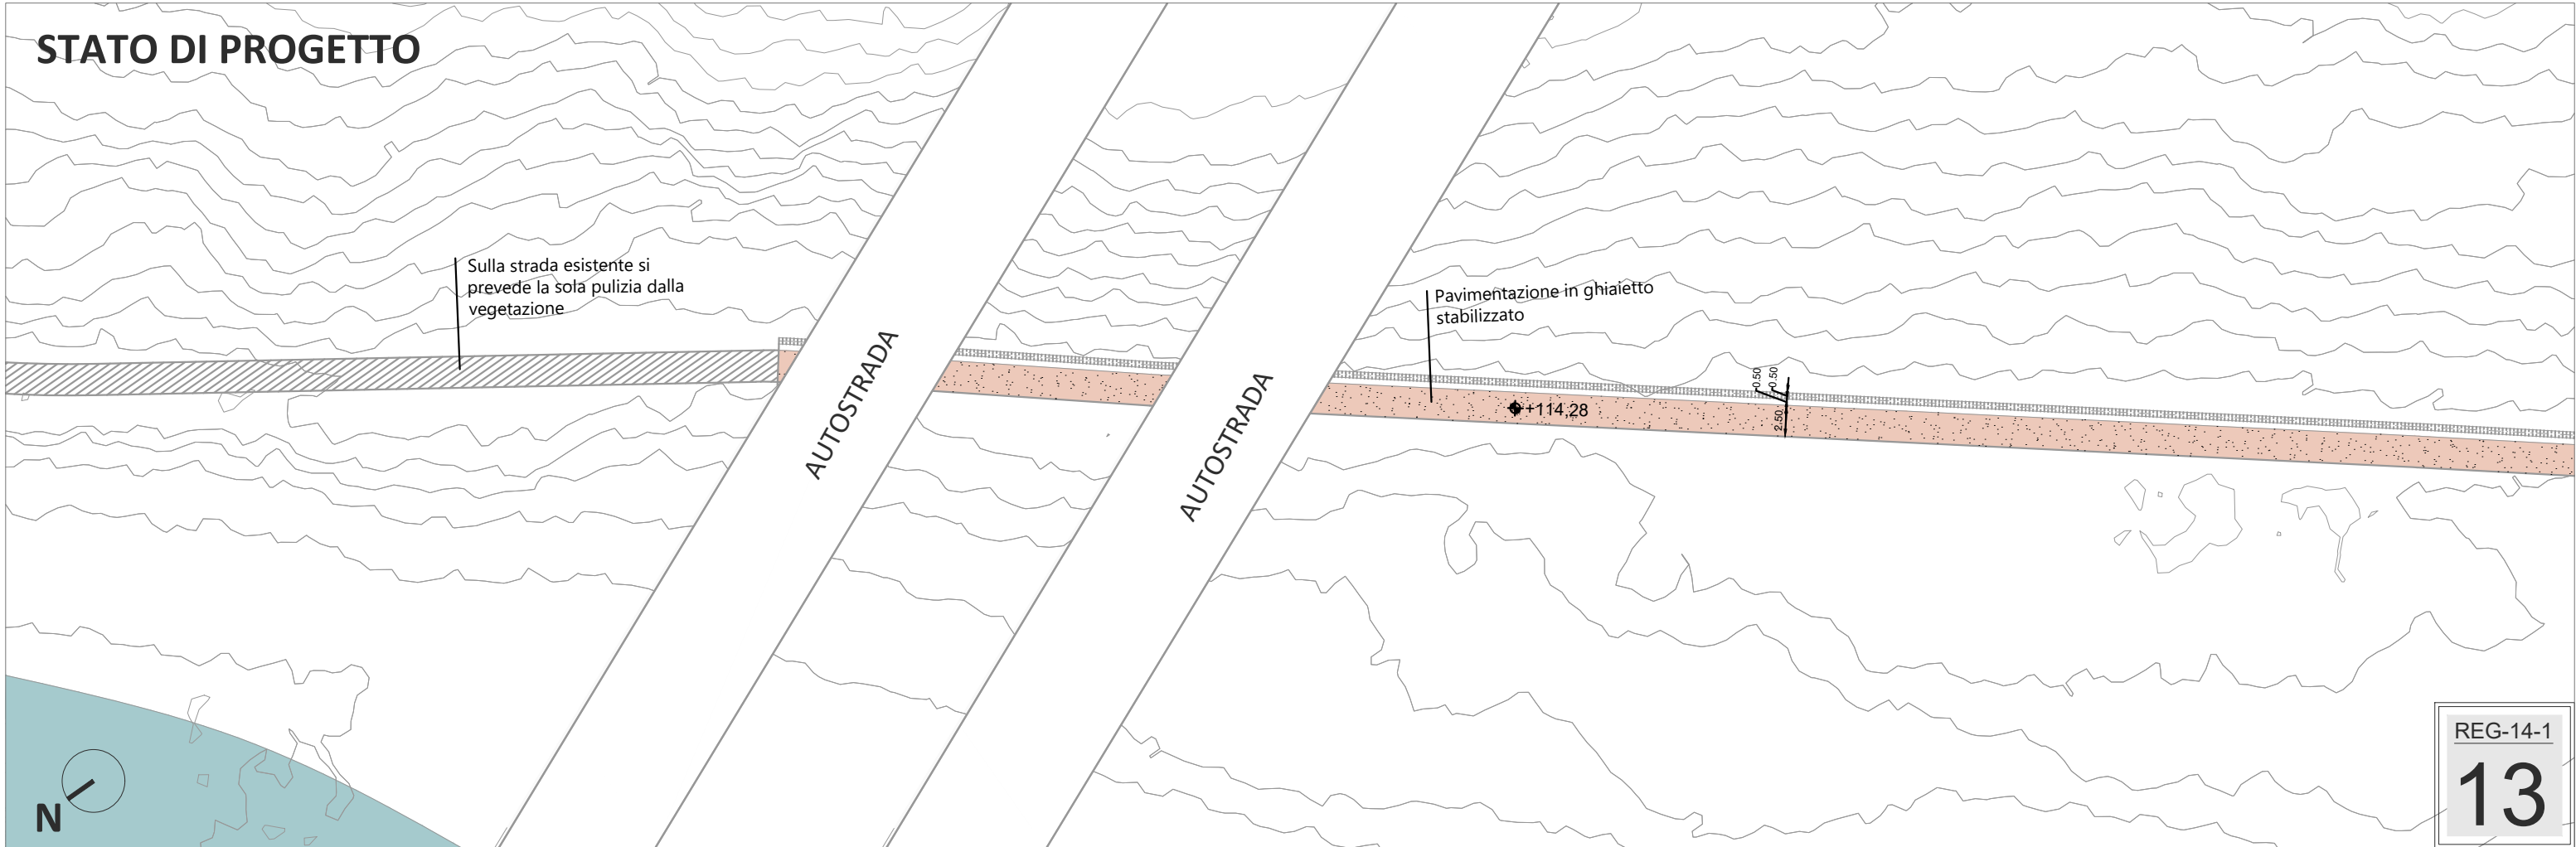 STATO DI PROGETTO
Sulla strada esistente si
prevede la sola pulizia dalla
vegetazione
AUTOSTRADA
AUTOSTRADA
Pavimentazione in ghiaietto
stabilizzato
+114,28
0.50
0.50
2.50
N
REG-14-1
13